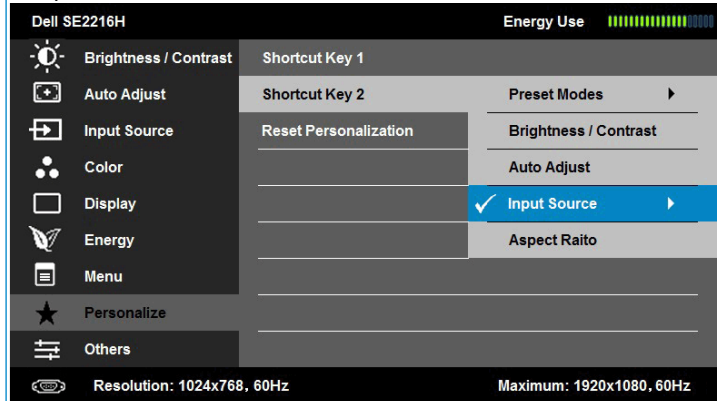 Dell SE2216H Energy Use
Brightness / Contrast Shortcut Key 1
Auto Adjust Shortcut Key 2 Preset Modes
Input Source Reset Personalization Brightness / Contrast
Color Auto Adjust
Display Input Source
Energy Aspect Raito
Menu
Personalize
Others
Resolution: 1024x768, 60Hz Maximum: 1920x1080, 60Hz